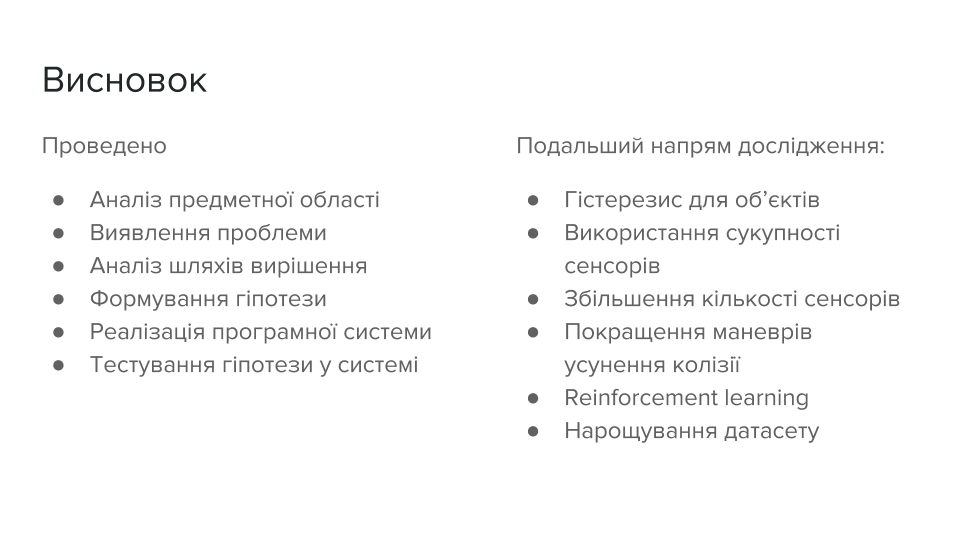 Висновок
Проведено
● Аналіз предметної області
● Виявлення проблеми
● Аналіз шляхів вирішення
● Формування гіпотези
● Реалізація програмної системи
● Тестування гіпотези у системі
Подальший напрям дослідження:
● Гістерезис для об’єктів
● Використання сукупності
сенсорів
● Збільшення кількості сенсорів
● Покращення маневрів
усунення колізії
● Reinforcement learning
● Нарощування датасету